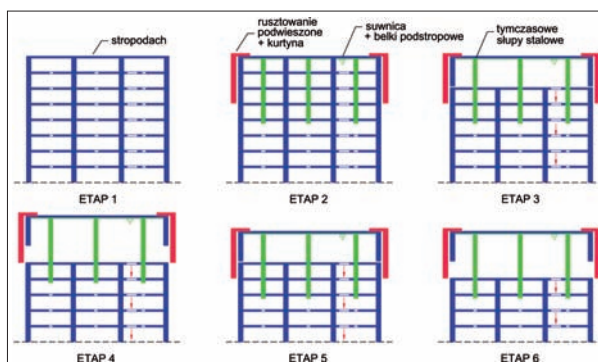 stropodach
rusztowanie
podwieszone
+ kurtyna
suwnica
+ belki podstropowe
tymczasowe
słupy stalowe
ETAP 1
ETAP 2
ETAP 3
ETAP 4
ETAP 5
ETAP 6